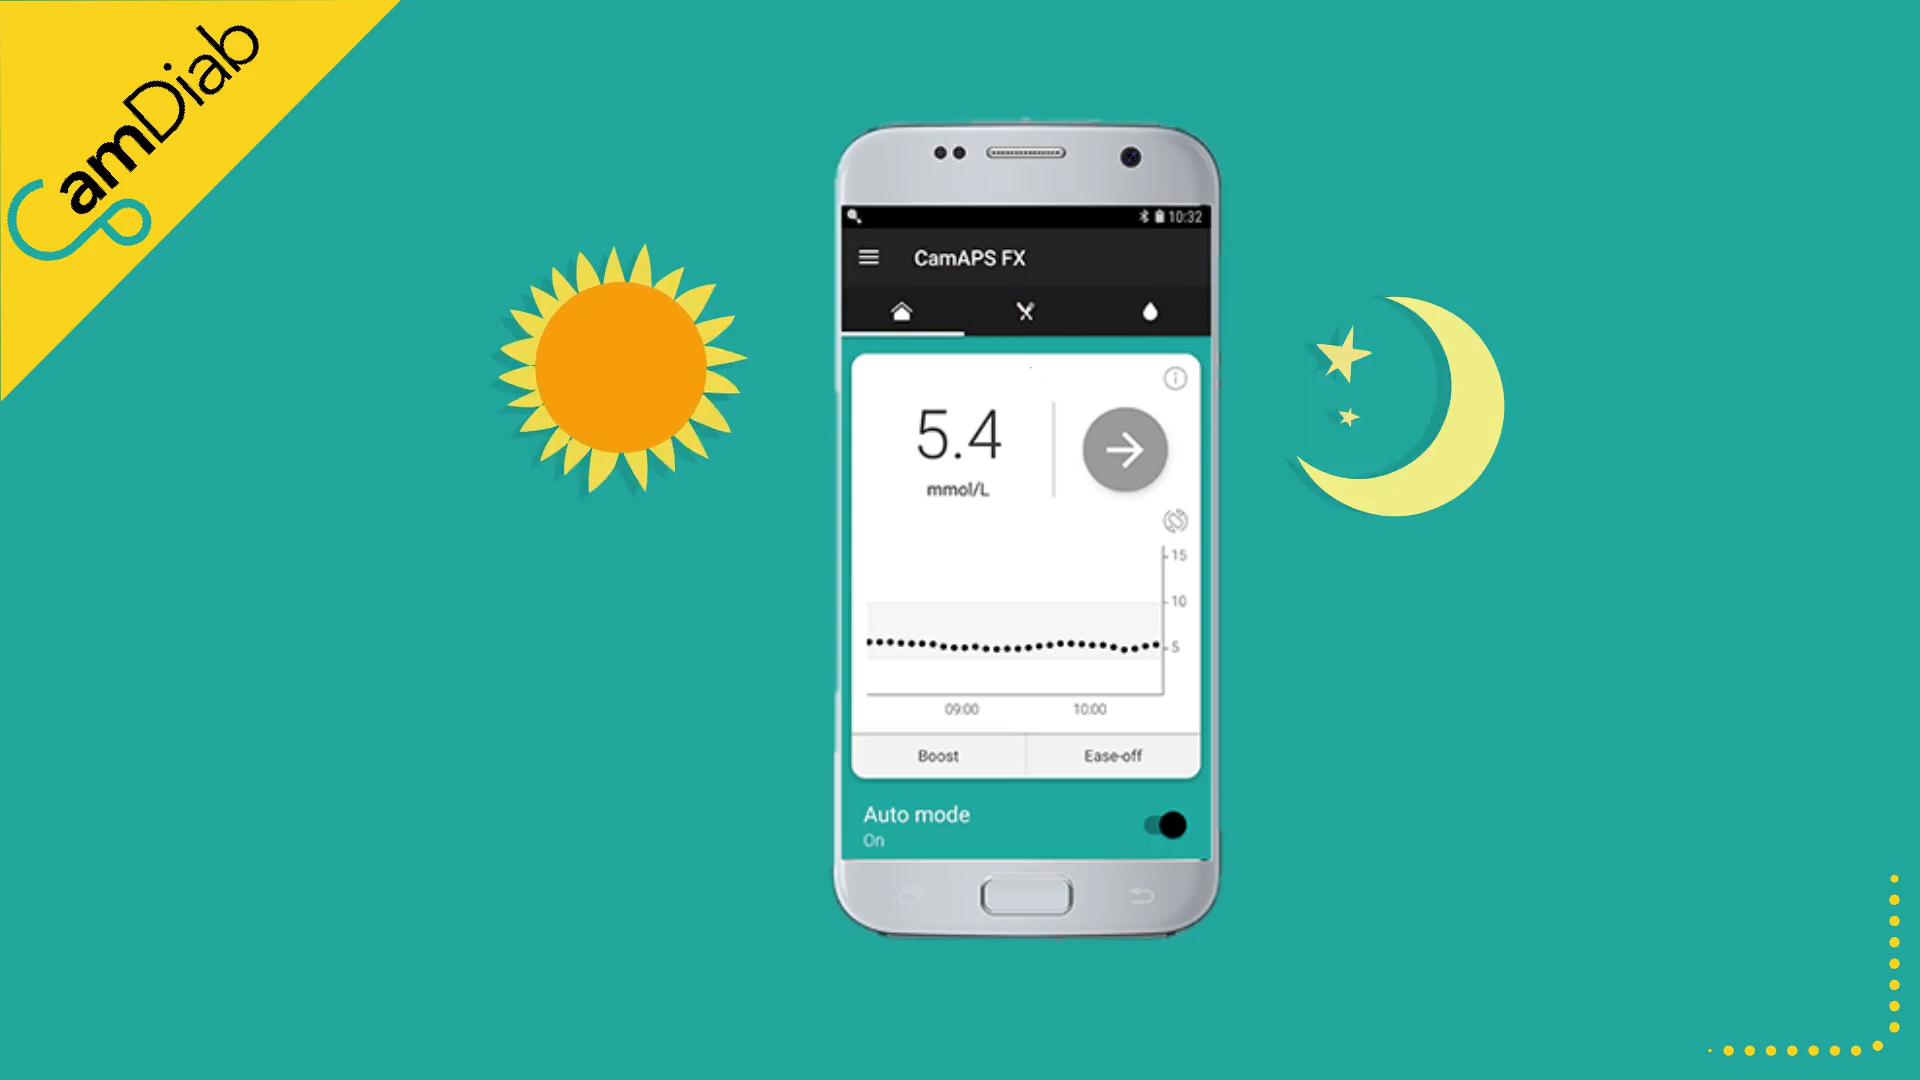 CamDiab
10:32
CamAPS FX
5.4
mmol/L
15
10
5
09:00
10:00
Boost
Ease-off
Auto mode
On